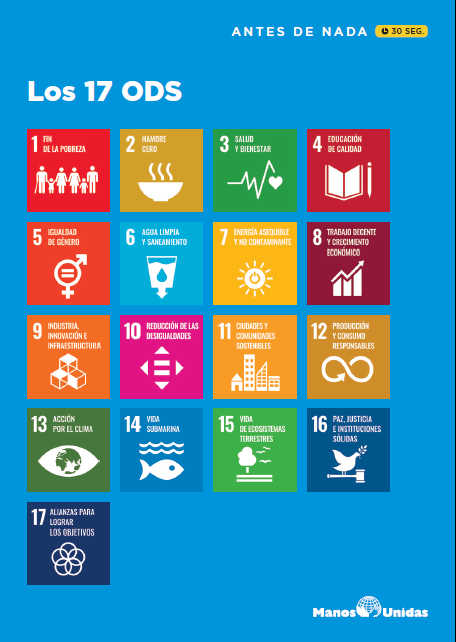 ANTES DE NADA
30 SEG.
Los 17 ODS
1 FIN
DE LA POBREZA
2 HAMBRE
CERO
3 SALUD
Y BIENESTAR
4 EDUCACIÓN
DE CALIDAD
5 IGUALDAD
DE GÉNERO
6 AGUA LIMPIA
Y SANEAMIENTO
7 ENERGÍA ASEQUIBLE
Y NO CONTAMINANTE
8 TRABAJO DECENTE
Y CRECIMIENTO
ECONÓMICO
9 INDUSTRIA,
INNOVACIÓN E
INFRAESTRUCTURA
10 REDUCCIÓN DE LAS
DESIGUALDADES
11 CIUDADES Y
COMUNIDADES
SOSTENIBLES
12 PRODUCCIÓN
Y CONSUMO
RESPONSABLES
13 ACCIÓN
POR EL CLIMA
14 VIDA
SUBMARINA
15 VIDA
DE ECOSISTEMAS
TERRESTRES
16 PAZ, JUSTICIA
E INSTITUCIONES
SÓLIDAS
17 ALIANZAS PARA
LOGRAR
LOS OBJETIVOS
Manos Unidas